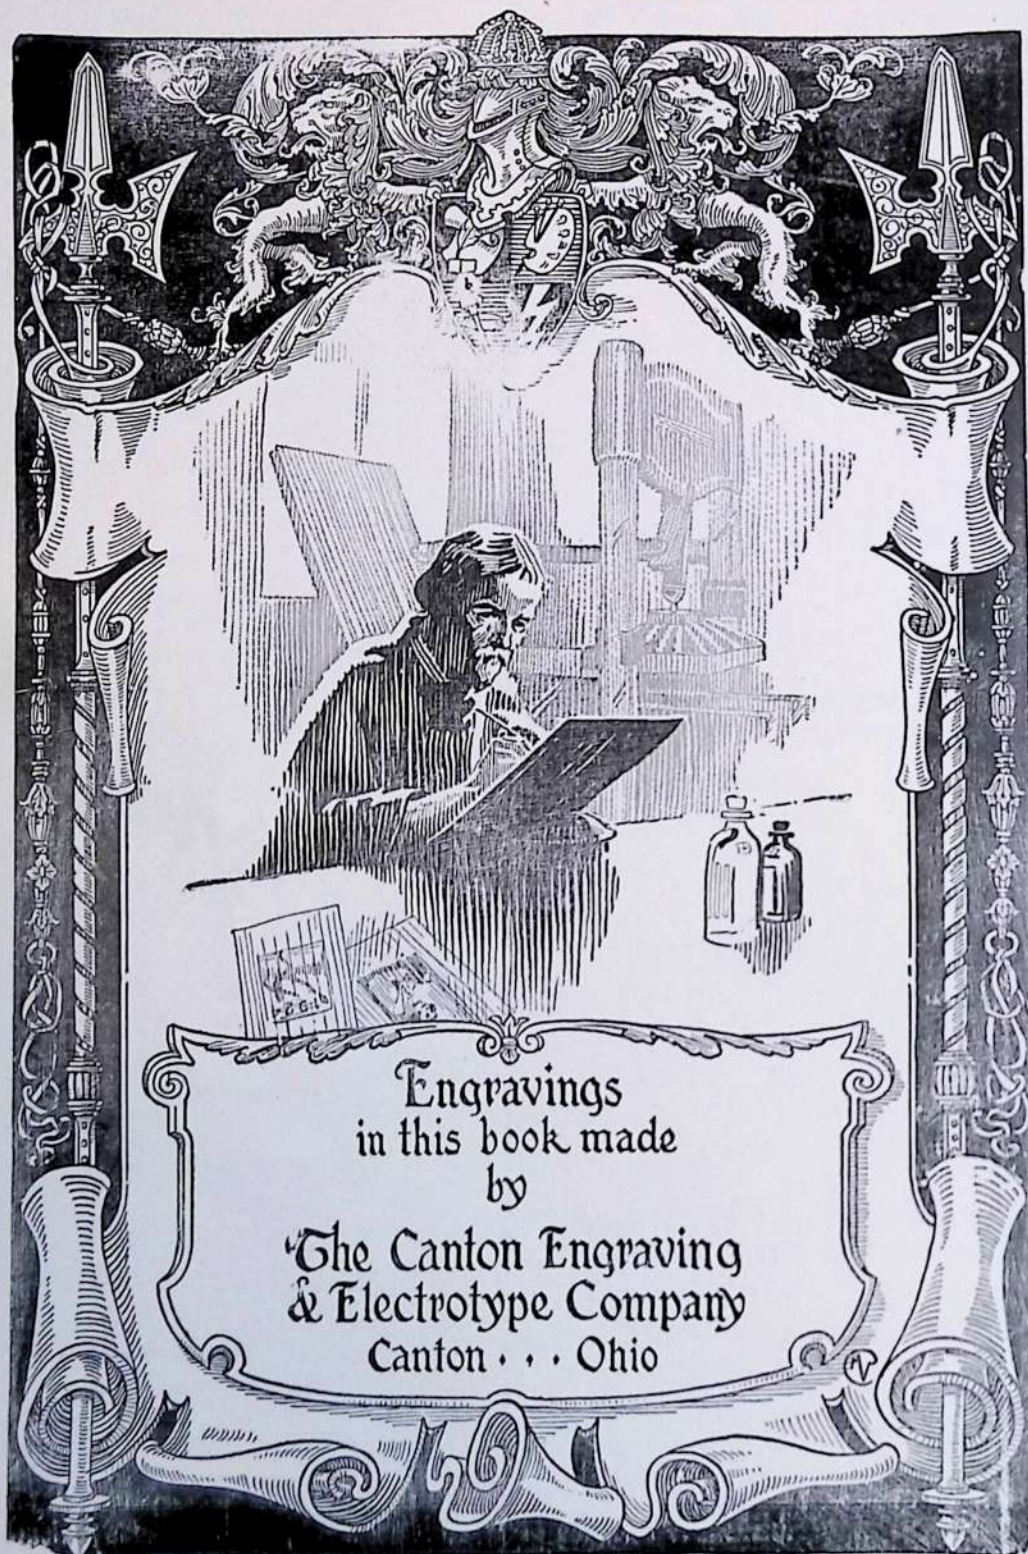 Engravings
in this book made
by
The Canton Engraving
& Electrotype Company
Canton . . . Ohio